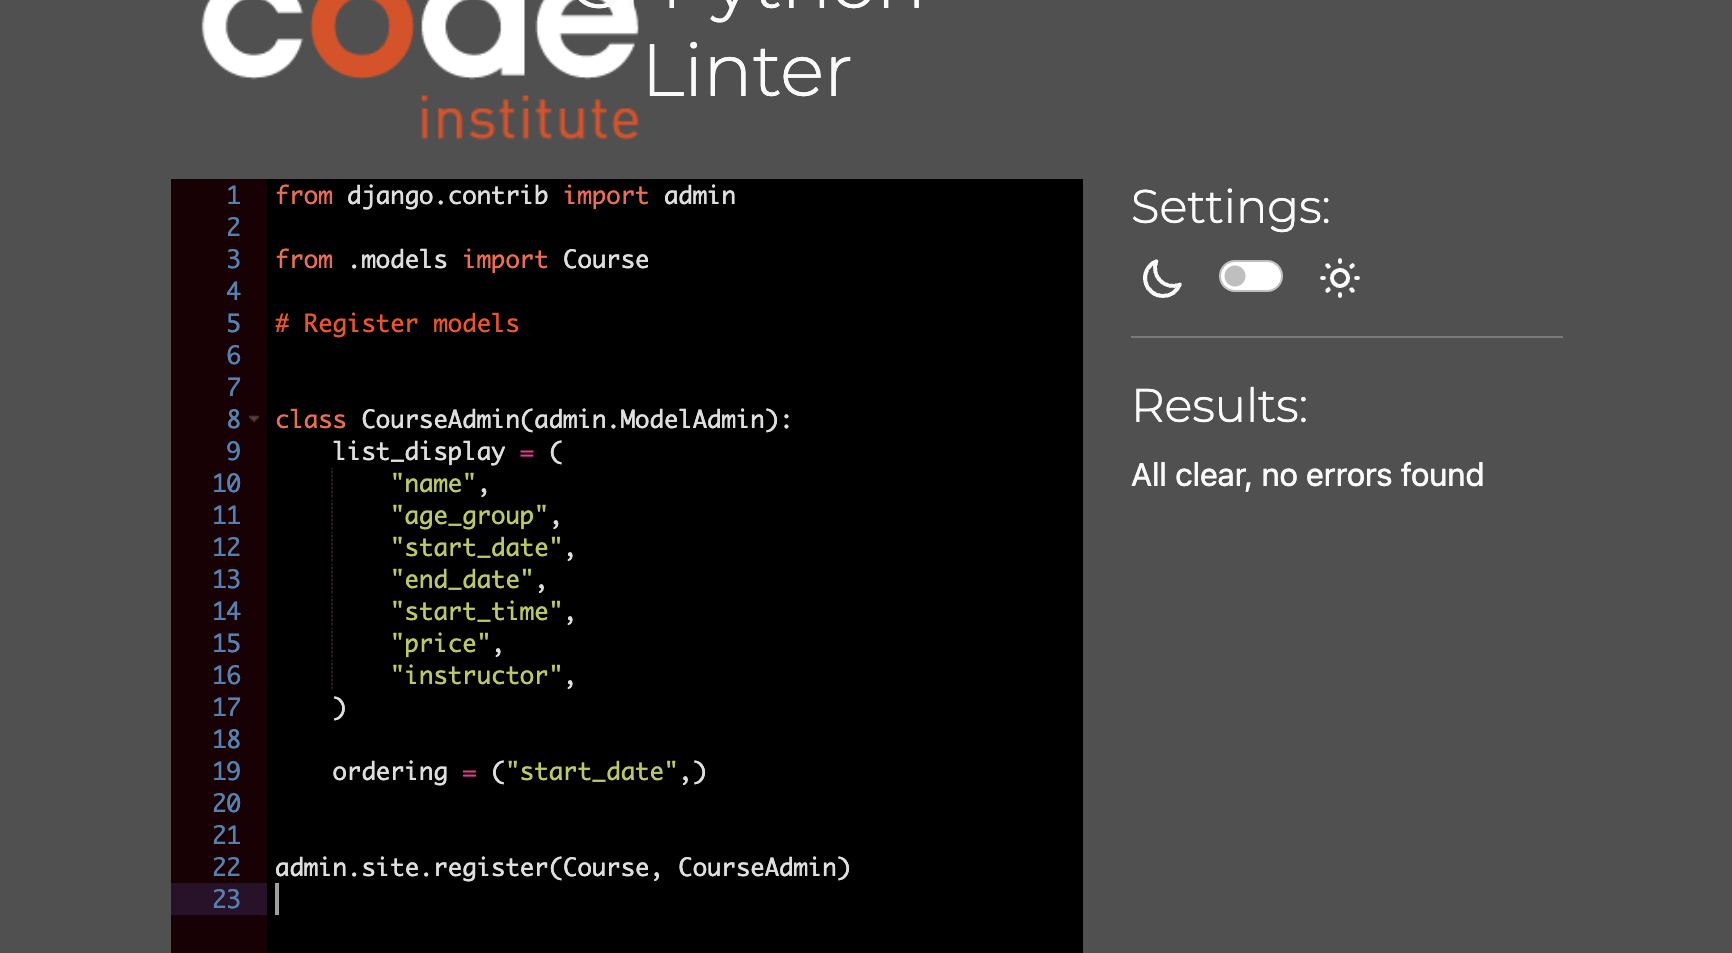 code
institute
Python
Linter
1 from django.contrib import admin
2
3 from .models import Course
4
5 # Register models
6
7
8 class CourseAdmin(admin.ModelAdmin):
9     list_display = (
10         "name",
11         "age_group",
12         "start_date",
13         "end_date",
14         "start_time",
15         "price",
16         "instructor",
17     )
18
19     ordering = ("start_date",)
20
21
22 admin.site.register(Course, CourseAdmin)
23
Settings:
Results:
All clear, no errors found